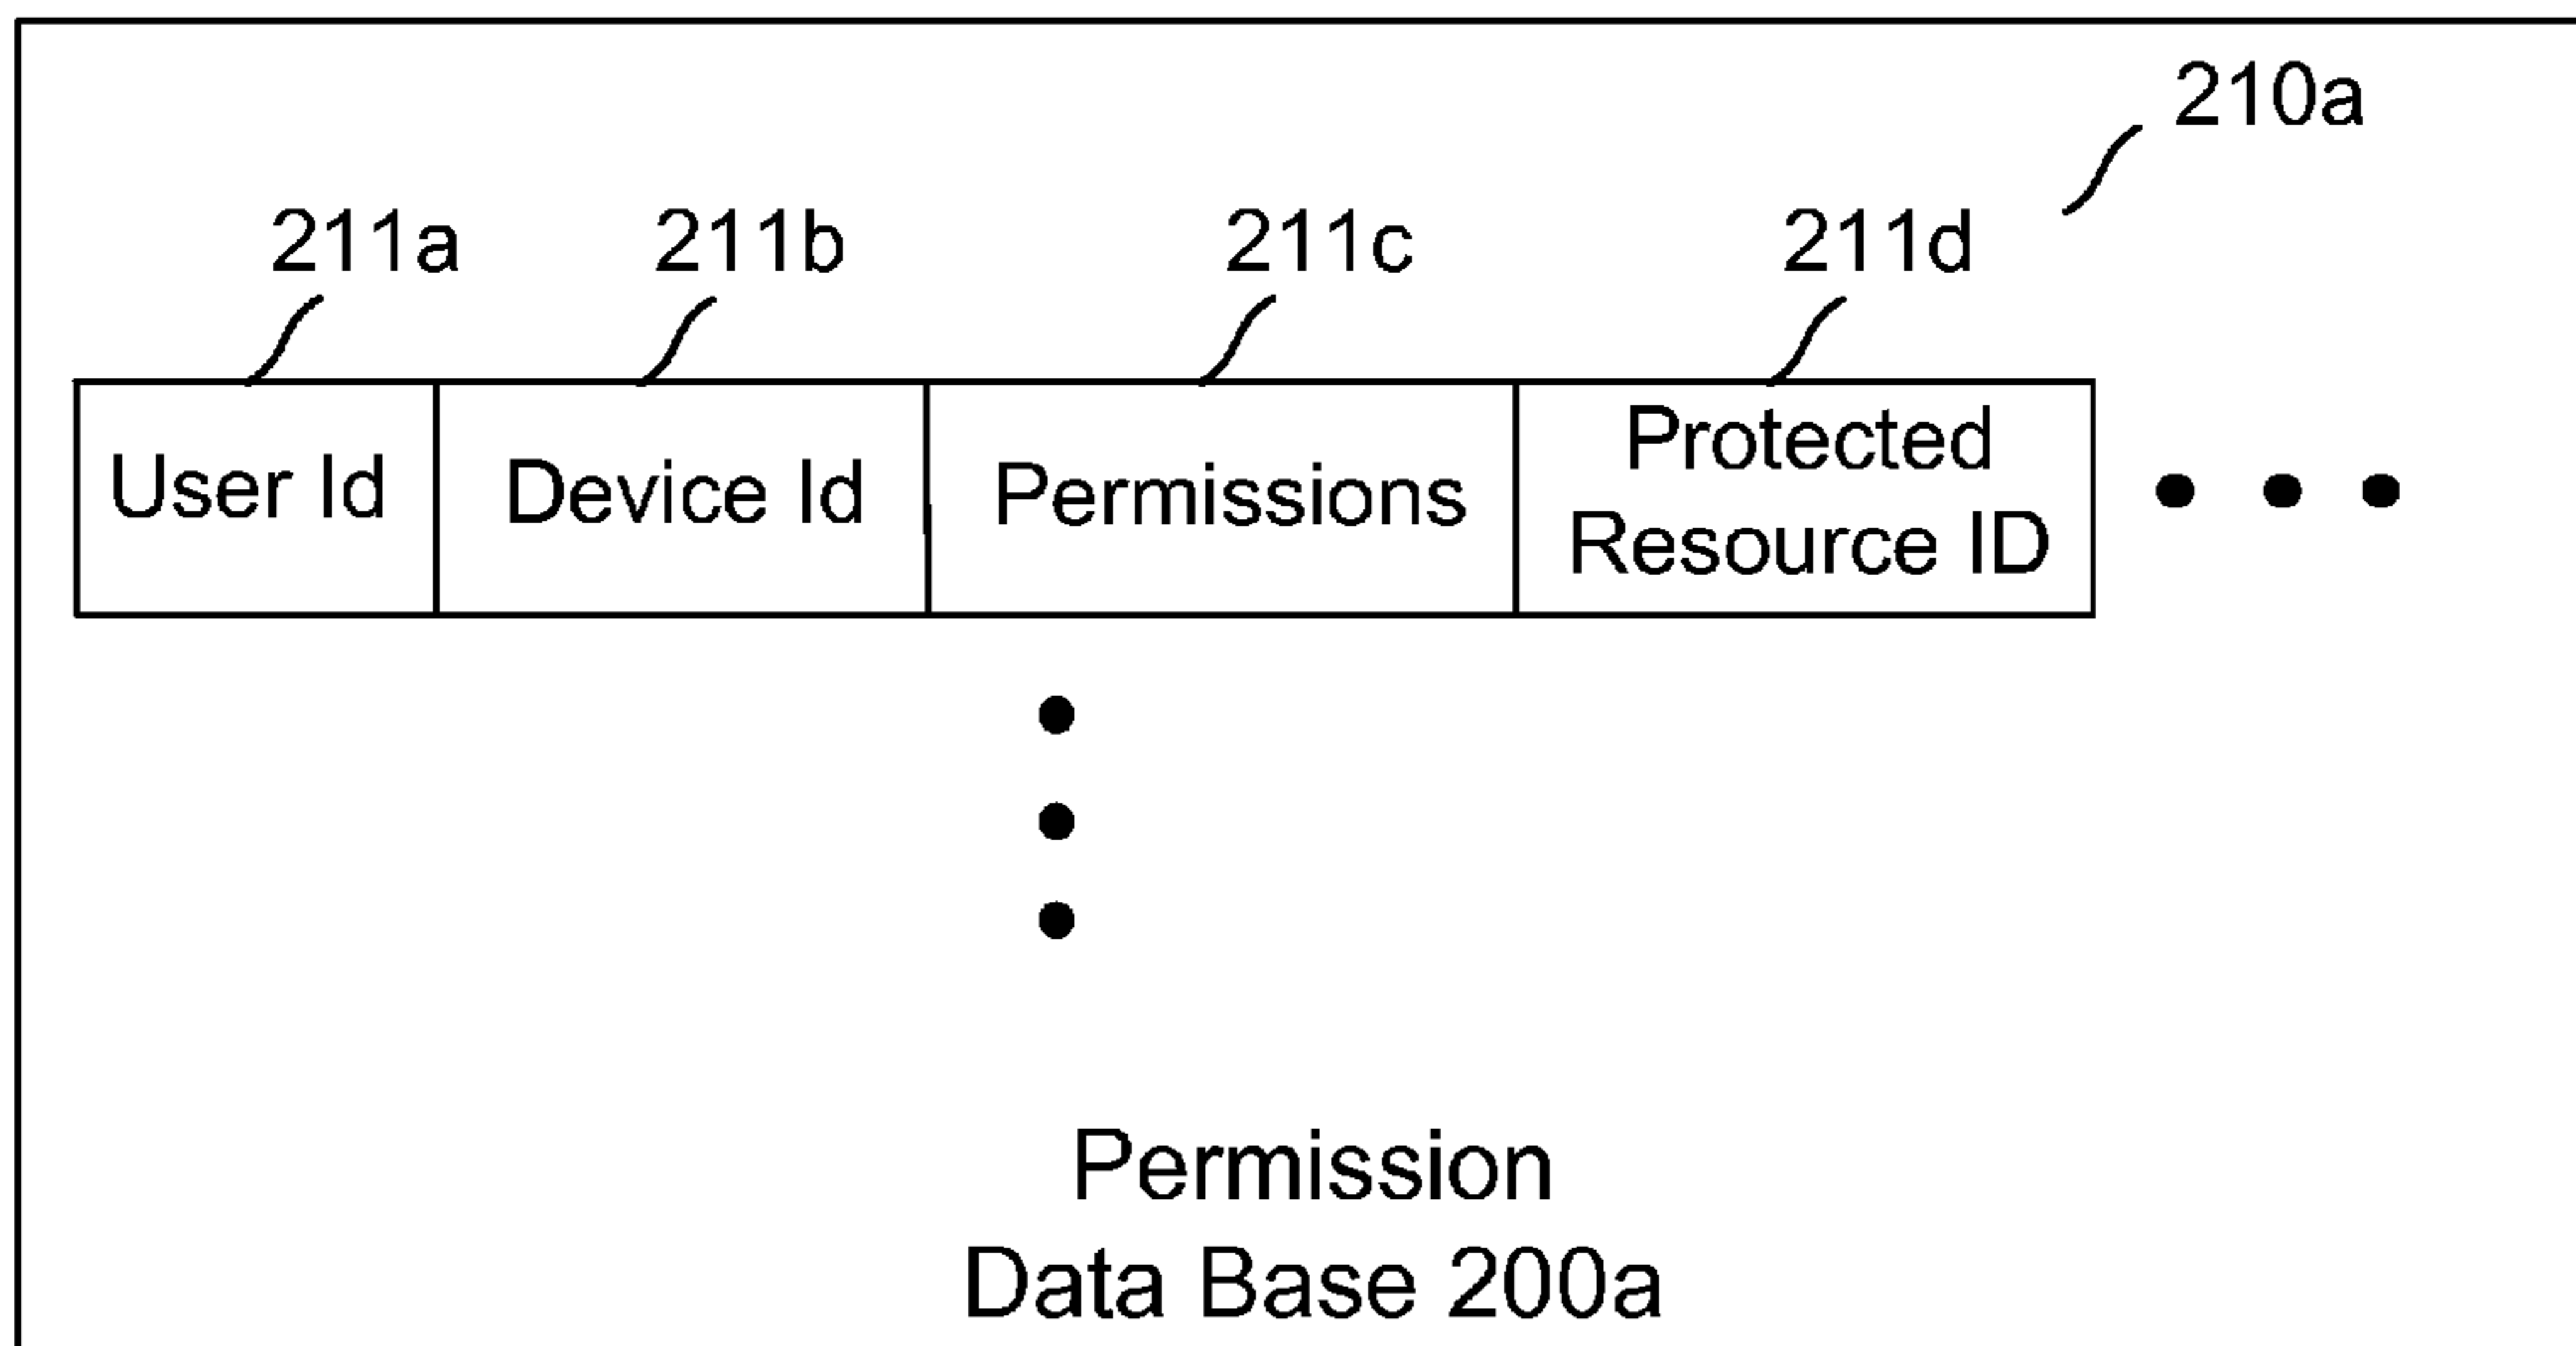 210a
211a 211b 211c 211d
User Id Device Id Permissions Protected
Resource ID
Permission
Data Base 200a